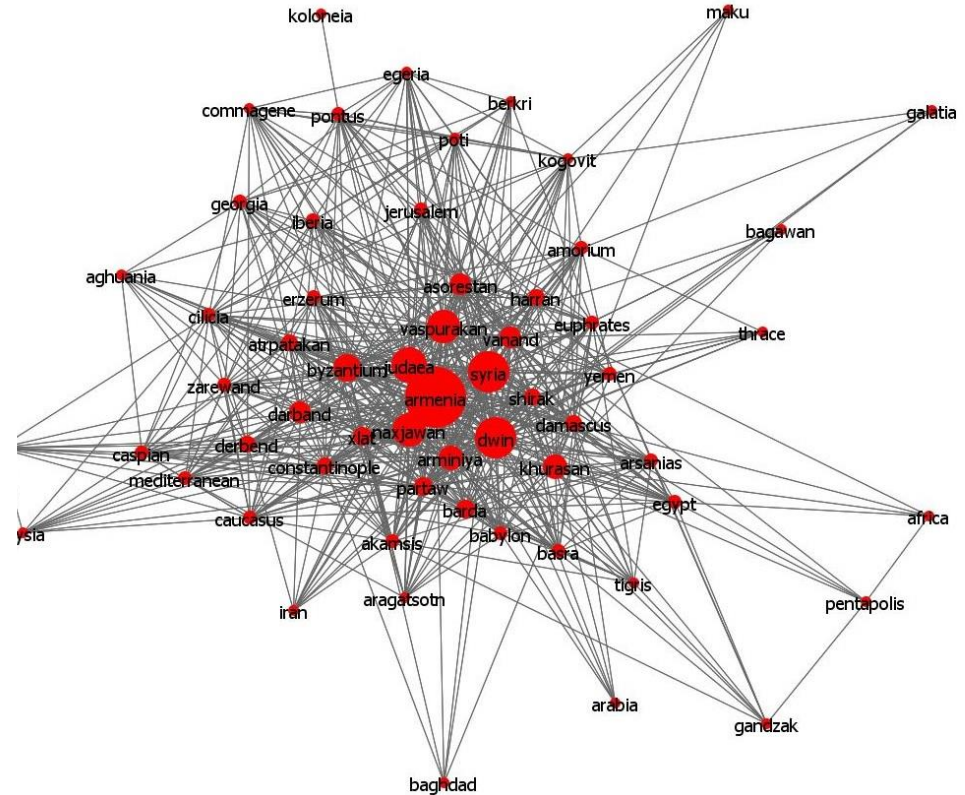 koloneia
maku
egeria
berkri
commagene
pontus
galatia
poti
kogovit
georgia
jerusalem
iberia
bagawan
amorium
aghuania
asorestan
erzerum
harran
cilicia
euphrates
vaspurakan
thrace
vanand
atrpatakan
judaea
byzantium
syria
yemen
zarewand
armenia
shirak
darband
damascus
naxjawan
xlat
dwin
derbend
caspian
arminiya
arsanias
constantinople
khurasan
mediterranean
partaw
egypt
barda
caucasus
africa
ysia
babylon
akamsis
basra
tigris
aragatsotn
pentapolis
iran
arabia
gandzak
baghdad